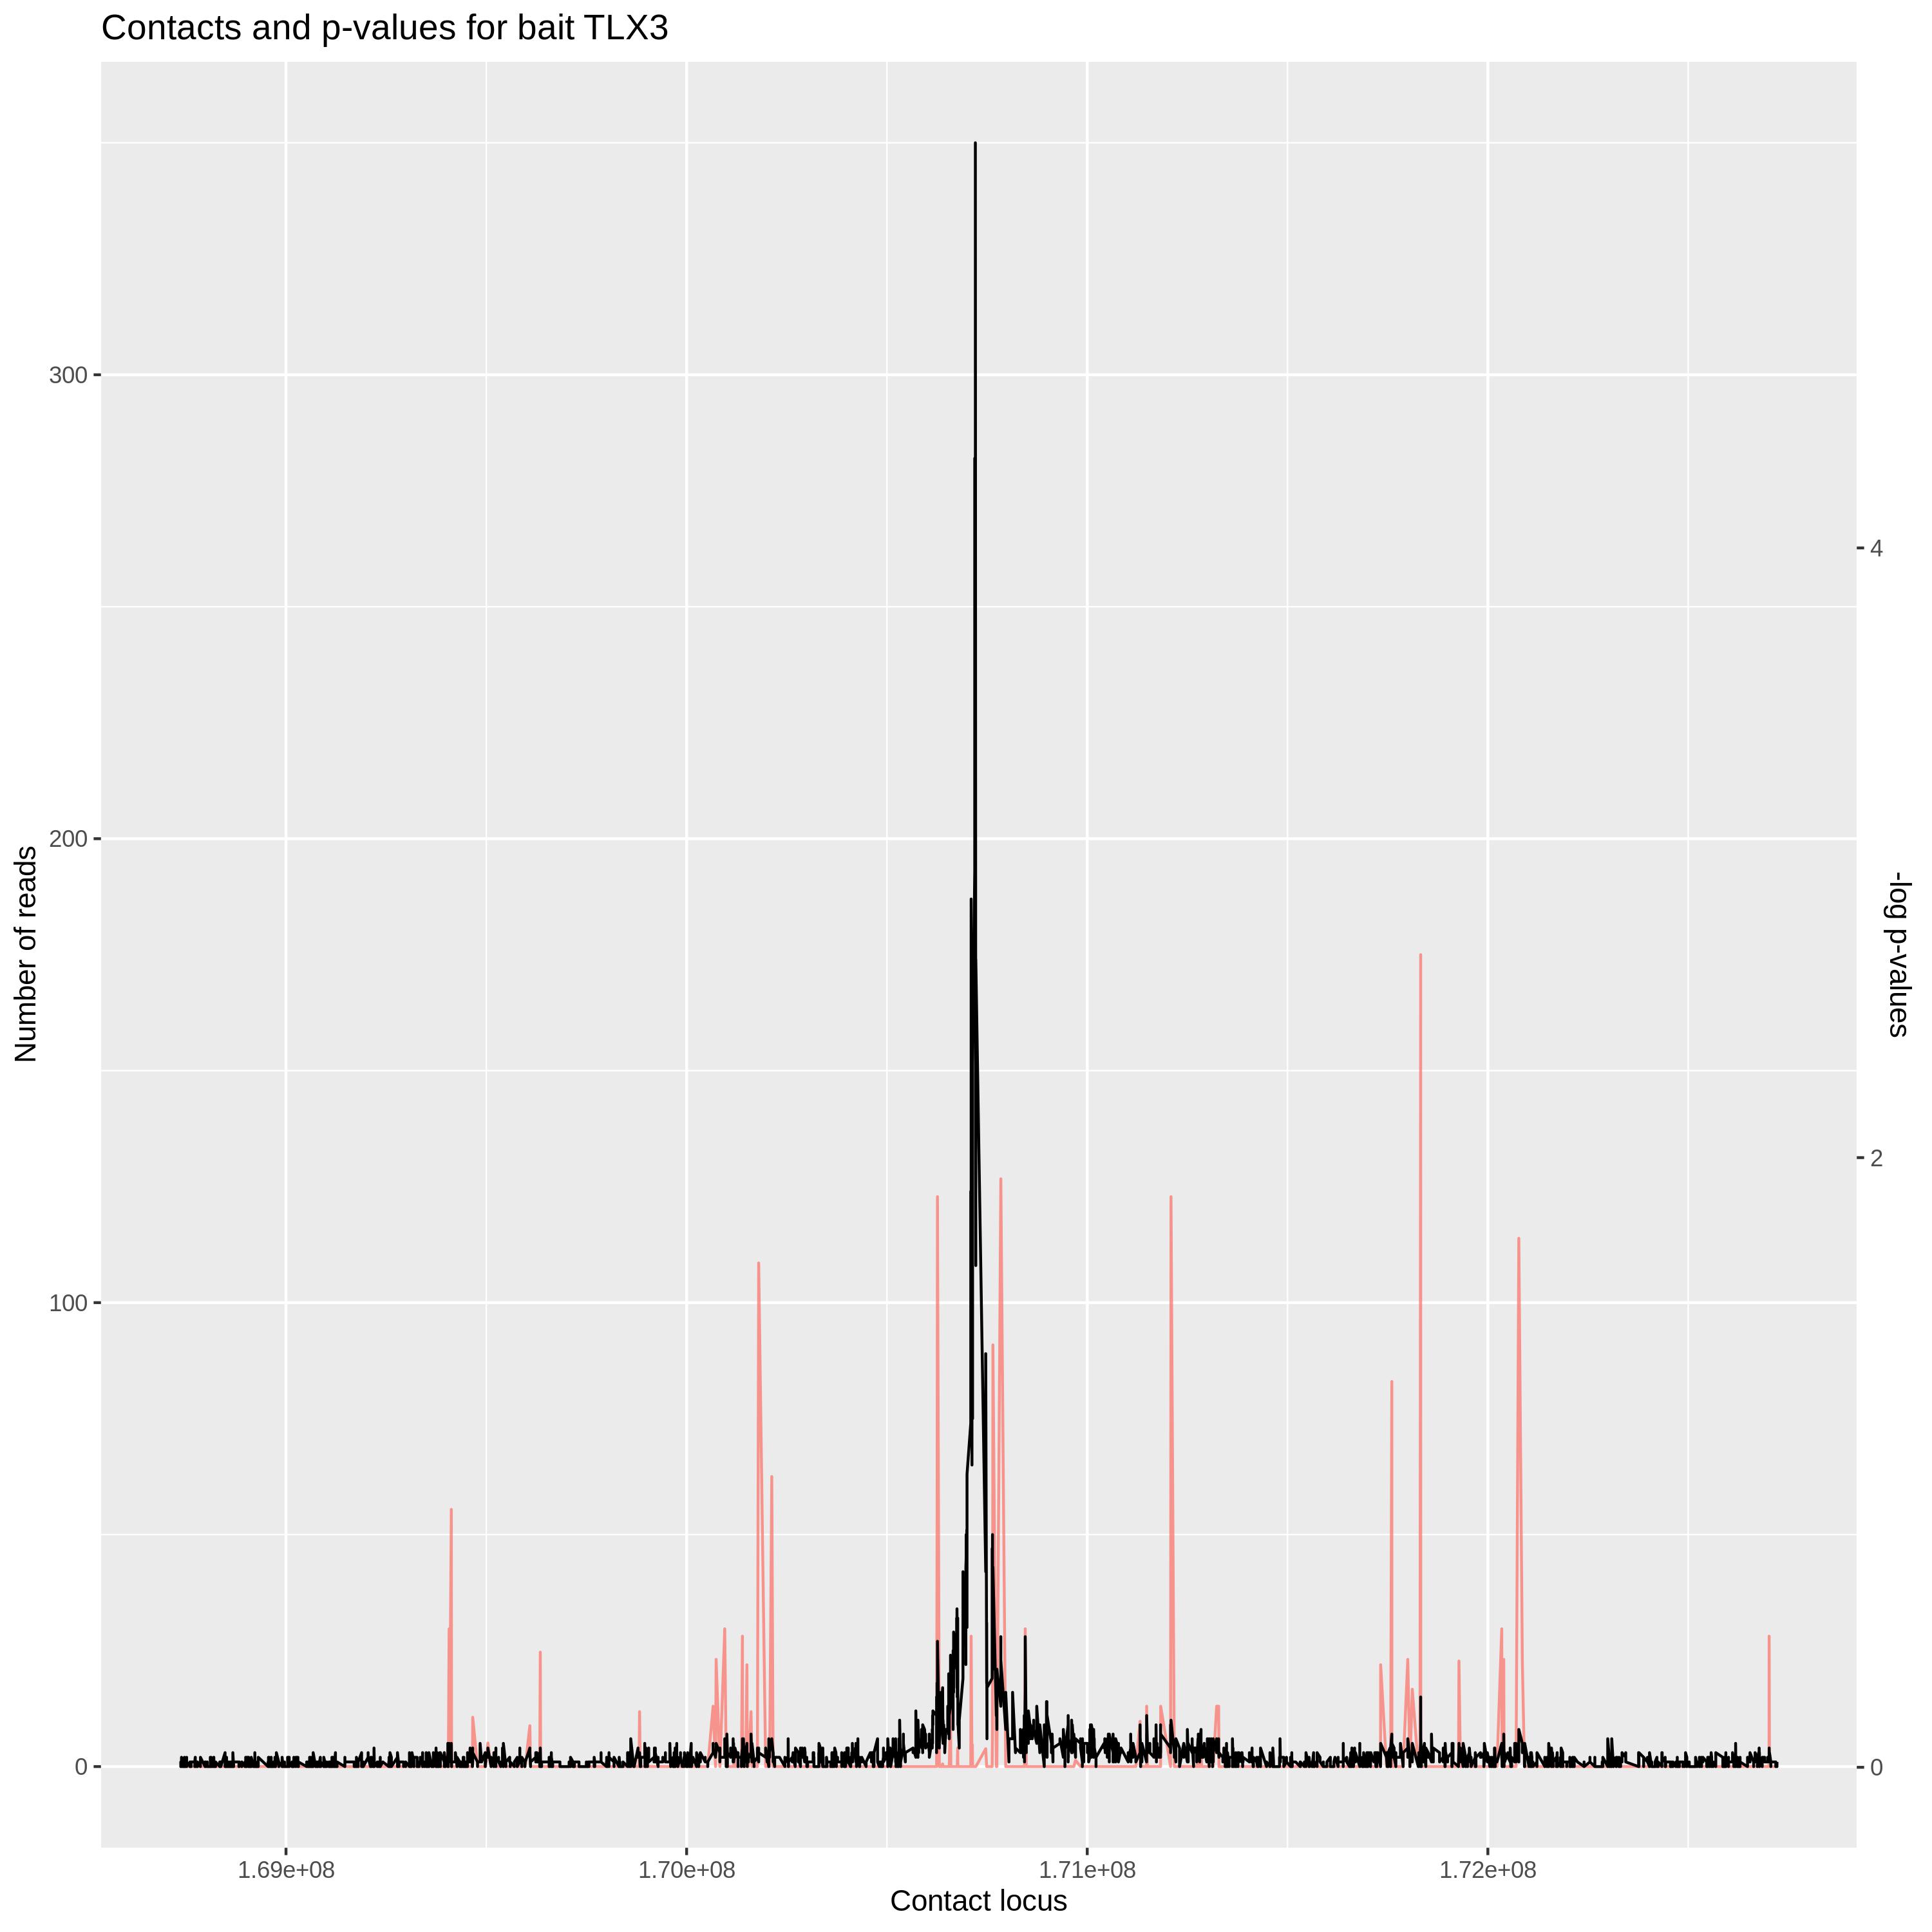 Contacts and p-values for bait TLX3
300
200
100
0
Number of reads
4
2
0
-log p-values
1.69e+08
1.70e+08
1.71e+08
1.72e+08
Contact locus